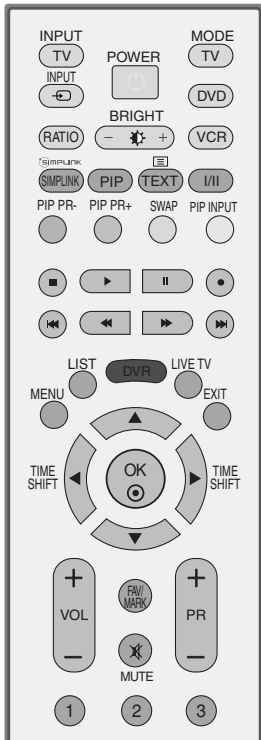 INPUT MODE
TV POWER TV
INPUT
DVD
BRIGHT
RATIO - + VCR
SIMPLINK
SIMPLINK PIP TEXT I/II
PIP PR- PIP PR+ SWAP PIP INPUT
LIST DVR LIVE TV
MENU EXIT
TIME SHIFT OK TIME SHIFT
+ FAV/ MARK +
VOL PR
- -
MUTE
1 2 3